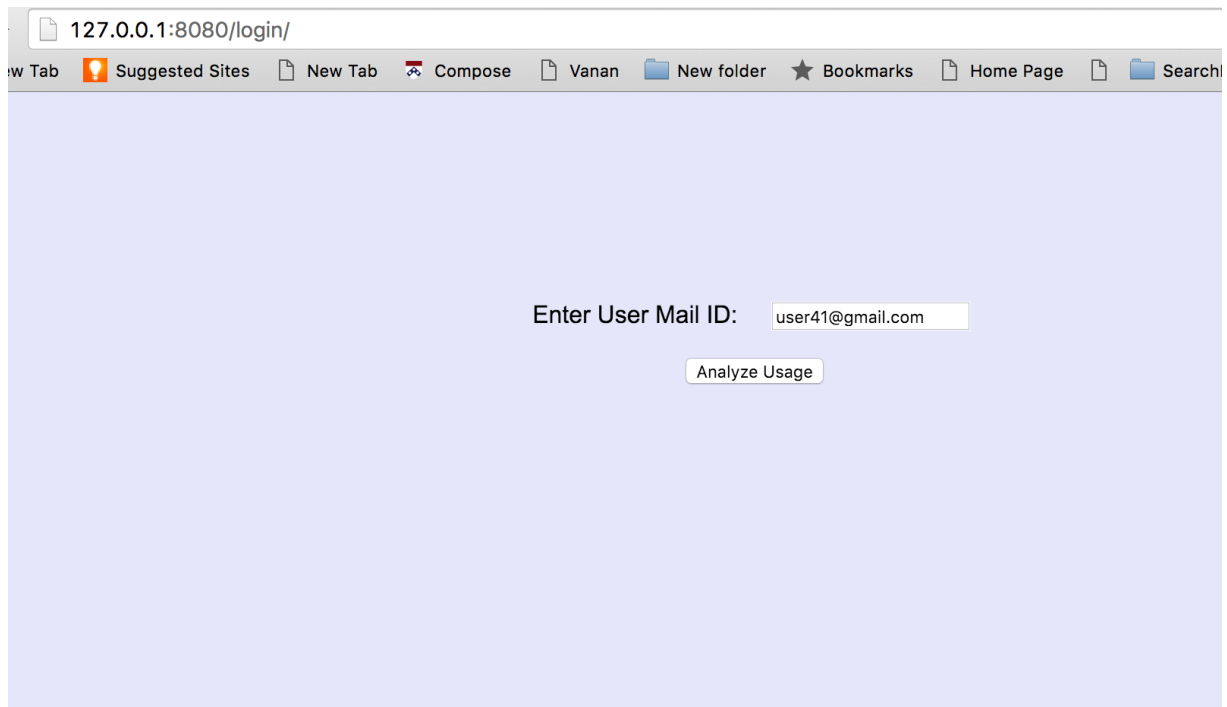 127.0.0.1:8080/login/
ew Tab Suggested Sites New Tab Compose Vanan New folder Bookmarks Home Page Search
Enter User Mail ID: user41@gmail.com
Analyze Usage